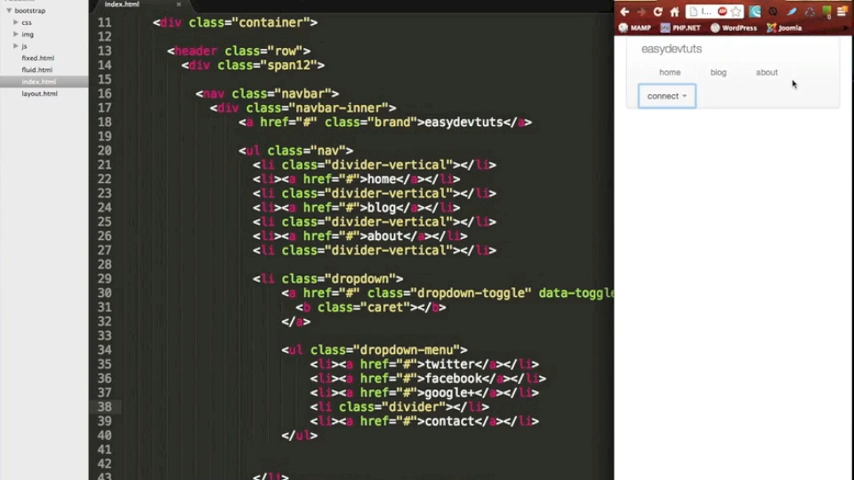 index.html
bootstrap
css
img
js
fixed.html
fluid.html
index.html
layout.html
11 <div class="container">
12
13 <header class="row">
14 <div class="span12">
15
16 <nav class="navbar">
17 <div class="navbar-inner">
18 <a href="#" class="brand">easydevtuts</a>
19
20 <ul class="nav">
21 <li class="divider-vertical"></li>
22 <li><a href="#">home</a></li>
23 <li class="divider-vertical"></li>
24 <li><a href="#">blog</a></li>
25 <li class="divider-vertical"></li>
26 <li><a href="#">about</a></li>
27 <li class="divider-vertical"></li>
28
29 <li class="dropdown">
30 <a href="#" class="dropdown-toggle" data-toggle
31 <b class="caret"></b>
32 </a>
33
34 <ul class="dropdown-menu">
35 <li><a href="#">twitter</a></li>
36 <li><a href="#">facebook</a></li>
37 <li><a href="#">google+</a></li>
38 <li class="divider"></li>
39 <li><a href="#">contact</a></li>
40 </ul>
41
42
43 </li>
MAMP PHP.NET WordPress Joomla
easydevtuts
home blog about
connect